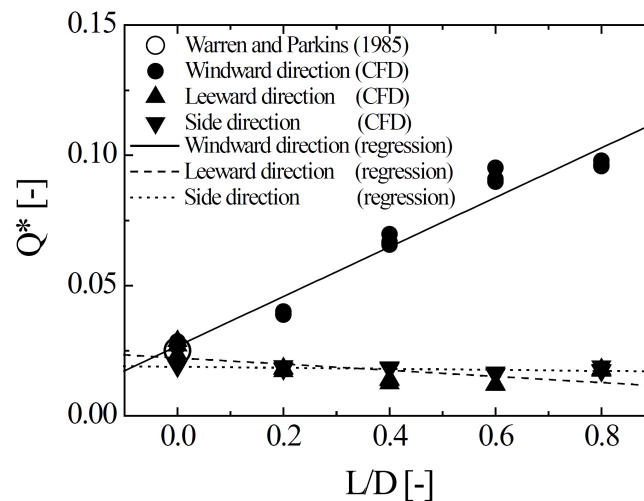 0.15
Warren and Parkins (1985)
Windward direction (CFD)
Leeward direction (CFD)
Side direction (CFD)
Windward direction (regression)
Leeward direction (regression)
Side direction (regression)
0.10
0.05
0.00
Q* [-]
0.0 0.2 0.4 0.6 0.8
L/D [-]